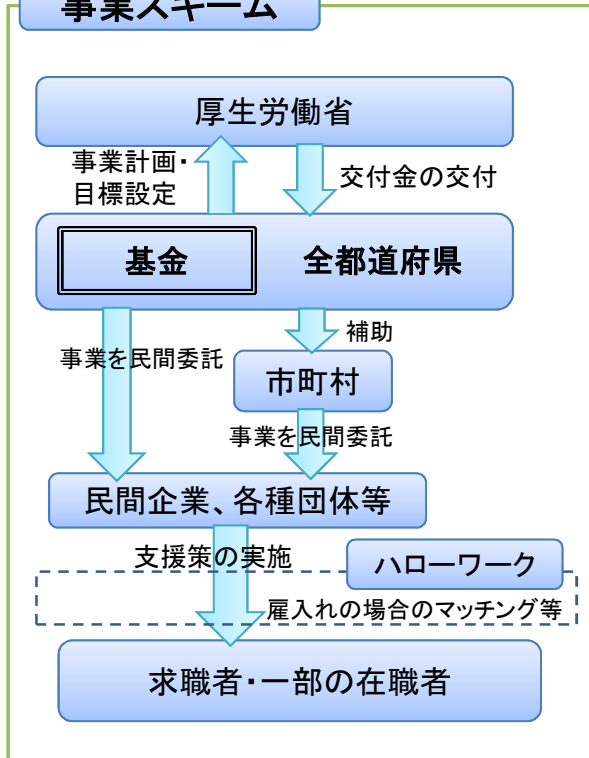 事業スキーム
厚生労働省
事業計画・
目標設定
交付金の交付
基金
全都道府県
補助
事業を民間委託
市町村
事業を民間委託
民間企業、各種団体等
支援策の実施
ハローワーク
雇入れの場合のマッチング等
求職者・一部の在職者